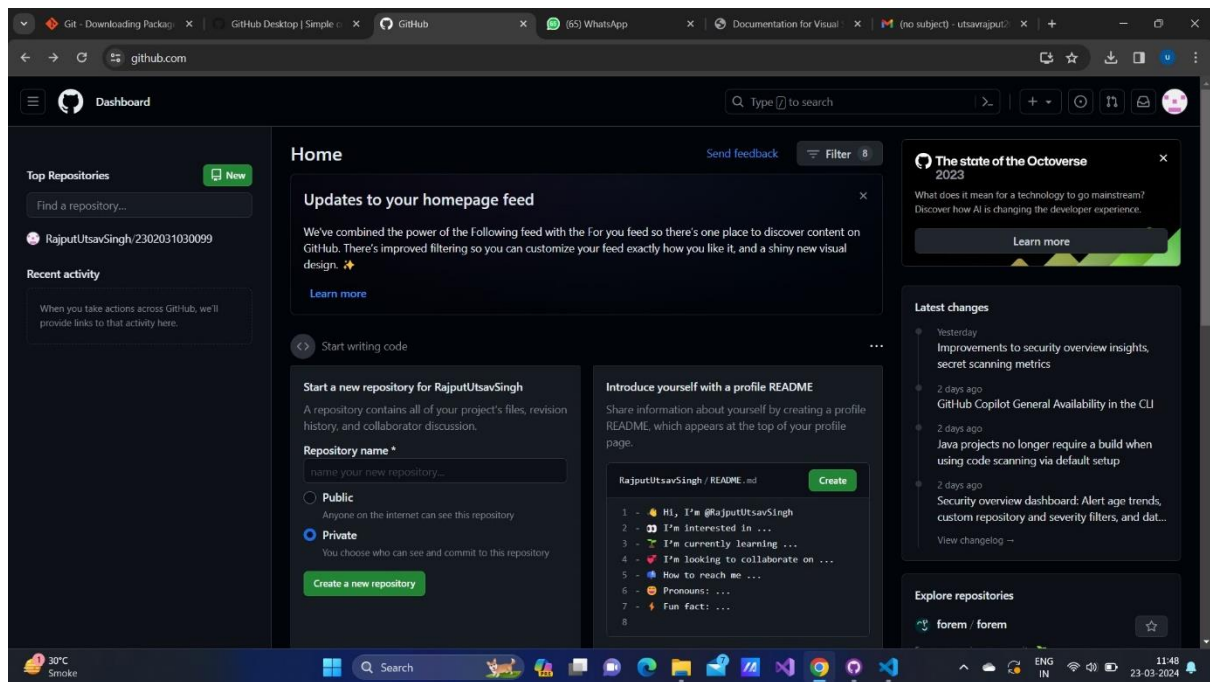 Git - Downloading Packag
GitHub Desktop | Simple c
GitHub
(65) WhatsApp
Documentation for Visual S
(no subject) - utsavrajput2
github.com
u
Dashboard
Type / to search
Top Repositories
New
Find a repository...
RajputUtsavSingh/2302031030099
Recent activity
When you take actions across GitHub, we'll
provide links to that activity here.
Home
Send feedback
Filter 8
Updates to your homepage feed
We've combined the power of the Following feed with the For you feed so there's one place to discover content on
GitHub. There's improved filtering so you can customize your feed exactly how you like it, and a shiny new visual
design. ✨
Learn more
Start writing code
Start a new repository for RajputUtsavSingh
A repository contains all of your project's files, revision
history, and collaborator discussion.
Repository name *
name your new repository...
Public
Anyone on the internet can see this repository
Private
You choose who can see and commit to this repository
Create a new repository
Introduce yourself with a profile README
Share information about yourself by creating a profile
README, which appears at the top of your profile
page.
RajputUtsavSingh / README.md
Create
1 - 👋 Hi, I'm @RajputUtsavSingh
2 - 👀 I'm interested in ...
3 - 🌱 I'm currently learning ...
4 - 💞️ I'm looking to collaborate on ...
5 - 📫 How to reach me ...
6 - 😄 Pronouns: ...
7 - ⚡ Fun fact: ...
8
The state of the Octoverse
2023
What does it mean for a technology to go mainstream?
Discover how AI is changing the developer experience.
Learn more
Latest changes
Yesterday
Improvements to security overview insights,
secret scanning metrics
2 days ago
GitHub Copilot General Availability in the CLI
2 days ago
Java projects no longer require a build when
using code scanning via default setup
2 days ago
Security overview dashboard: Alert age trends,
custom repository and severity filters, and dat...
View changelog →
Explore repositories
forem / forem
1
30°C
Smoke
Search
ENG
IN
11:48
23-03-2024